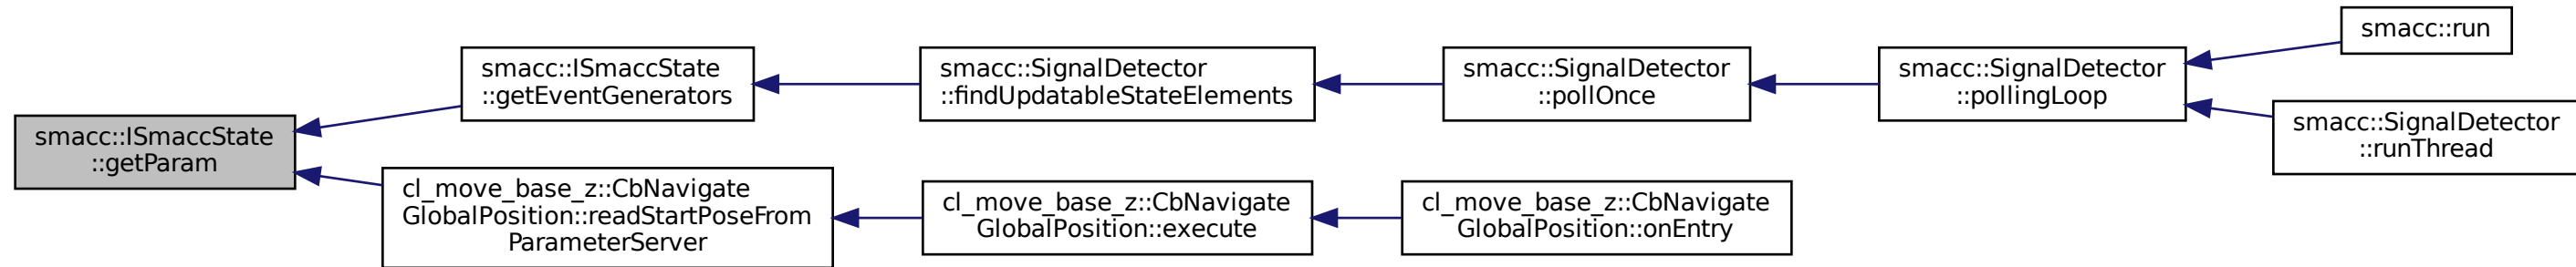 smacc::ISmaccState
::getParam
smacc::ISmaccState
::getEventGenerators
smacc::SignalDetector
::findUpdatableStateElements
smacc::SignalDetector
::pollOnce
smacc::SignalDetector
::pollingLoop
smacc::run
smacc::SignalDetector
::runThread
cl_move_base_z::CbNavigate
GlobalPosition::readStartPoseFrom
ParameterServer
cl_move_base_z::CbNavigate
GlobalPosition::execute
cl_move_base_z::CbNavigate
GlobalPosition::onEntry